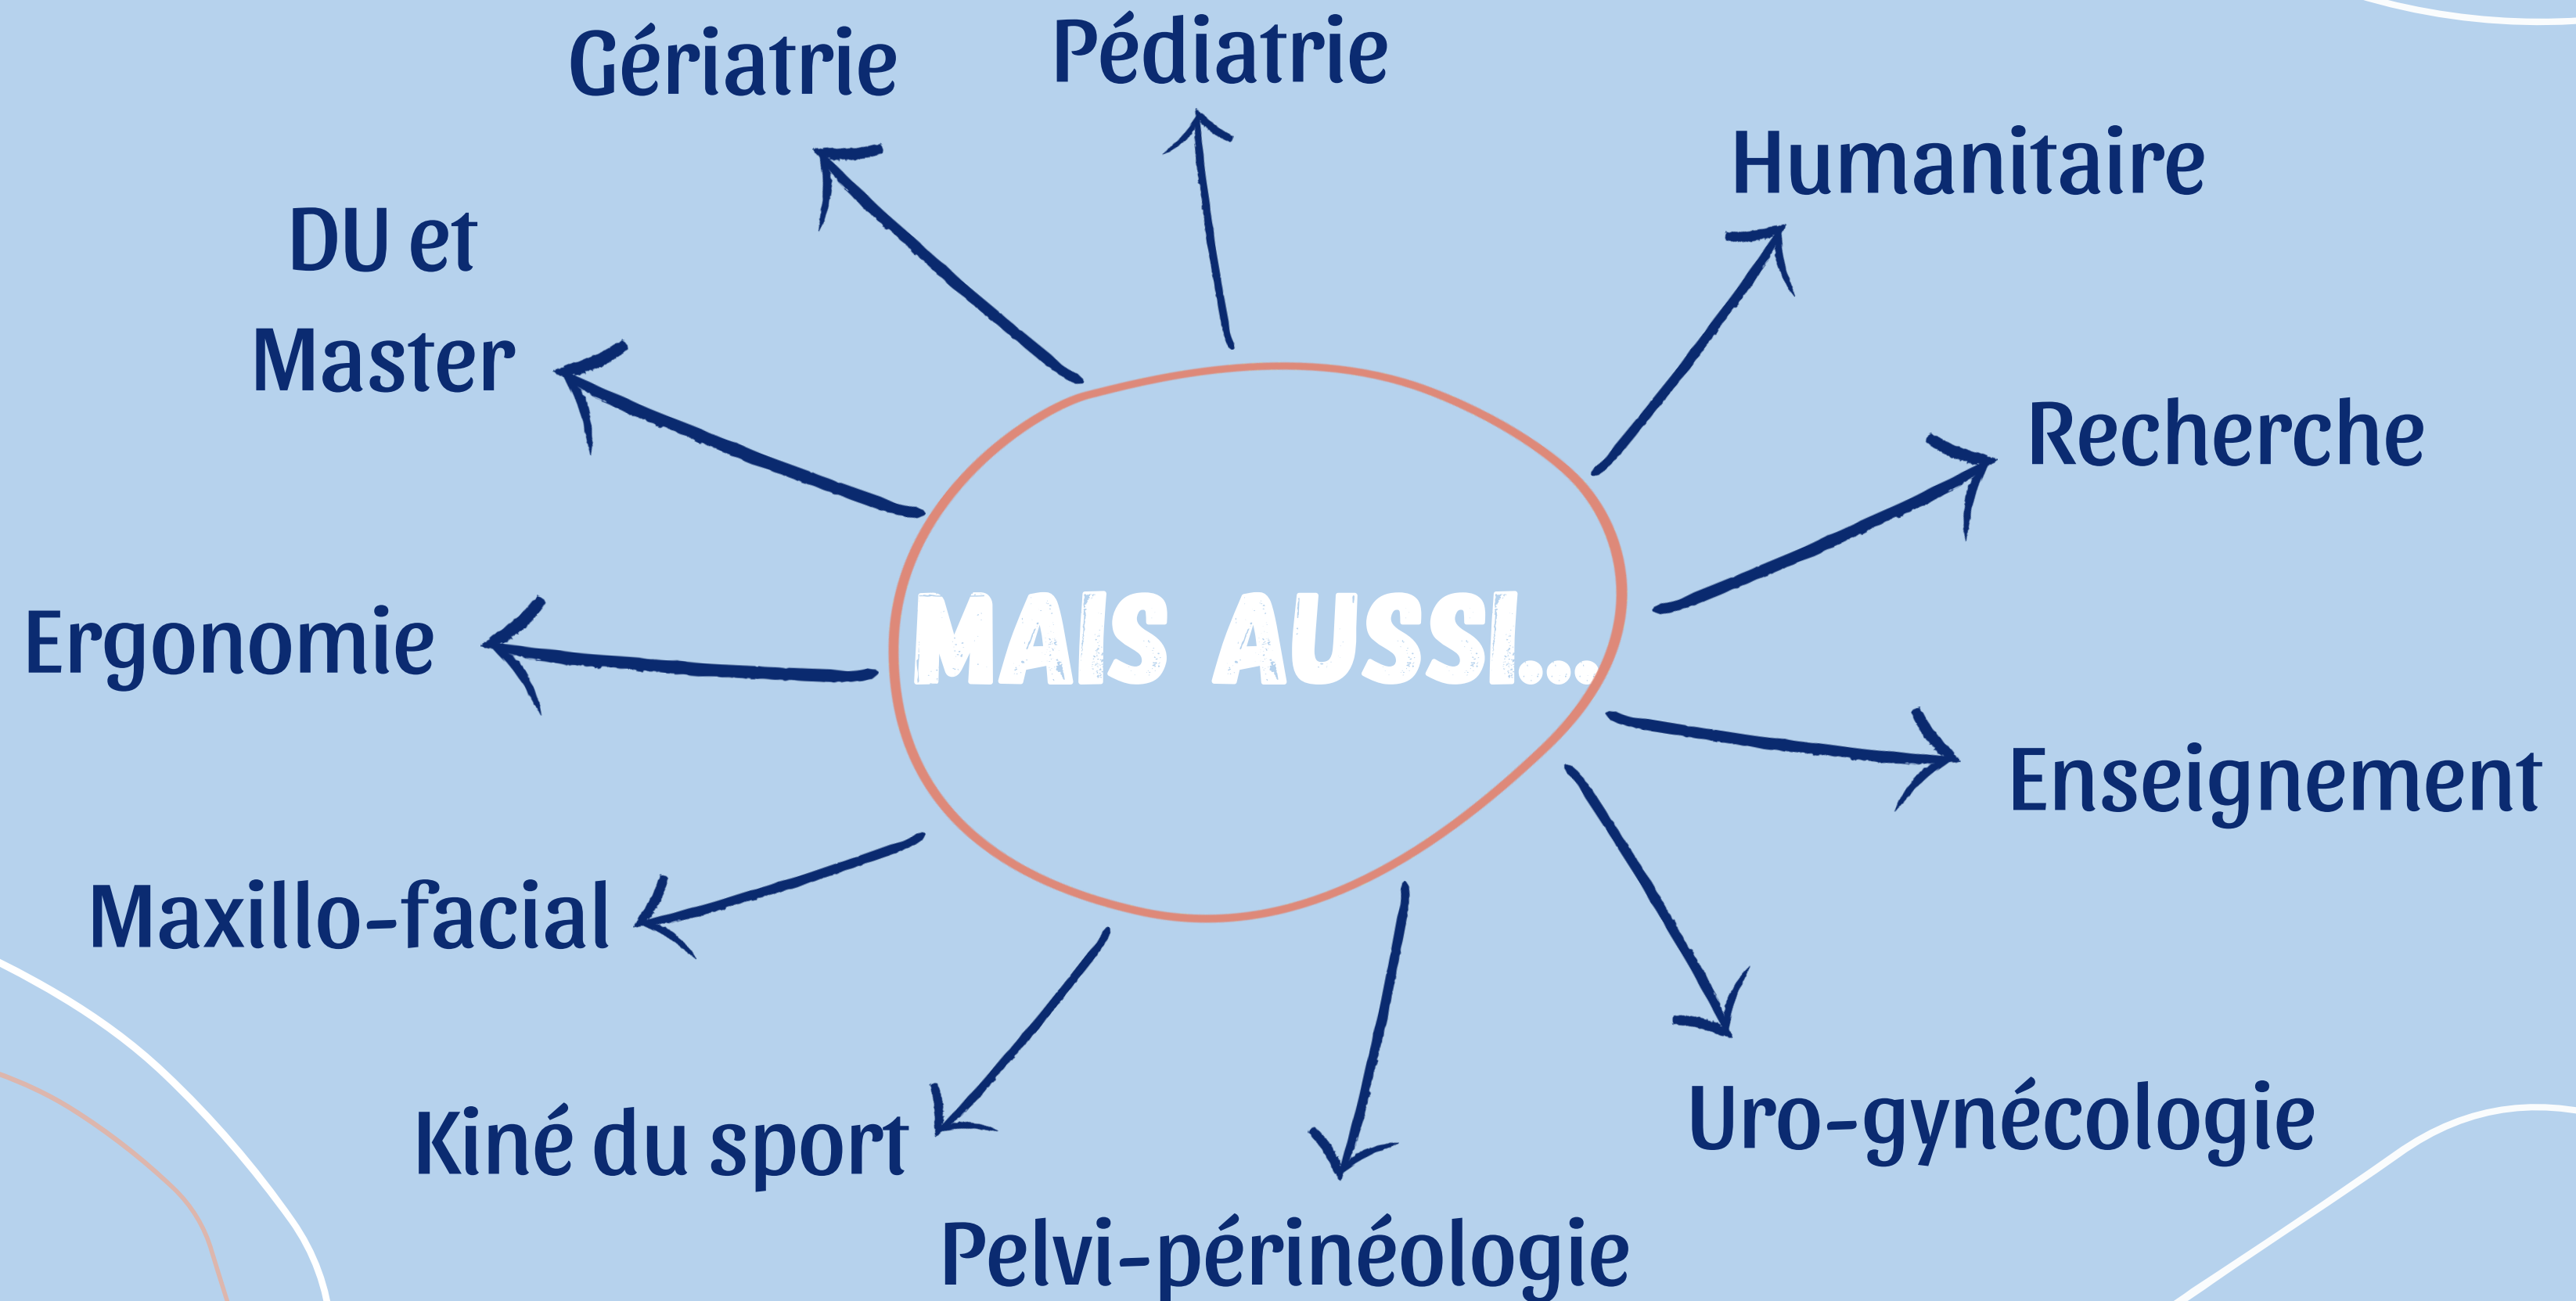 Gériatrie
Pédiatrie
Humanitaire
DU et
Master
Recherche
Ergonomie
MAIS AUSSI...
Enseignement
Maxillo-facial
Kiné du sport
Uro-gynécologie
Pelvi-périnéologie